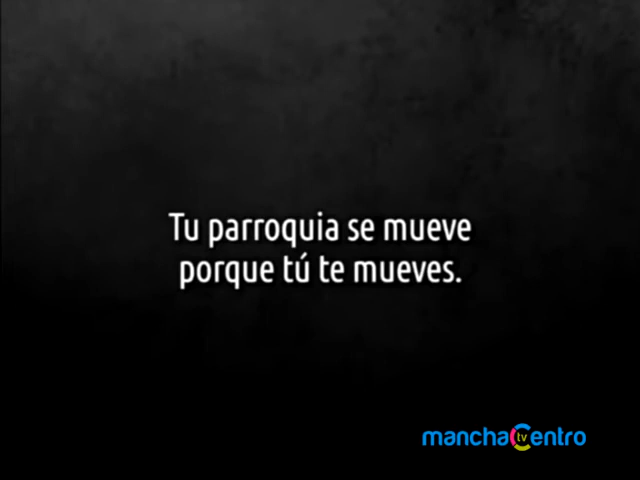 Tu parroquia se mueve
porque tú te mueves.
manchaCentro
tv